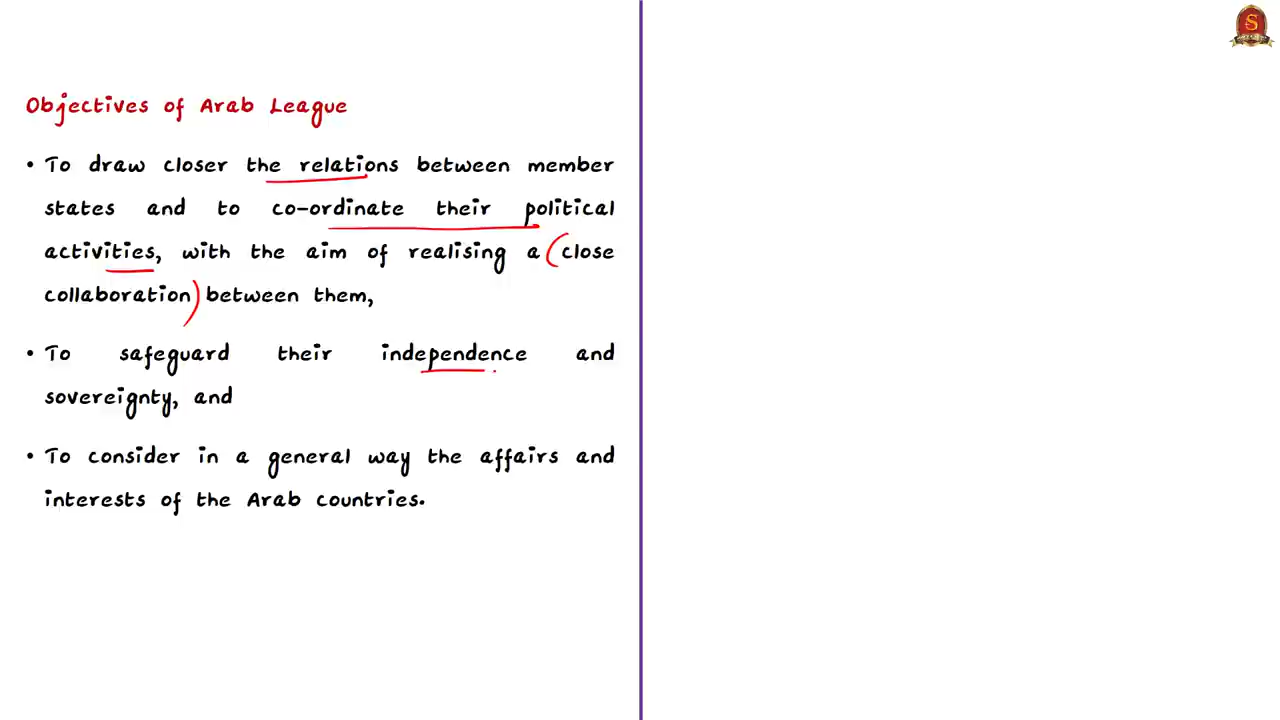 Objectives of Arab League
• To draw closer the relations between member
states and to co-ordinate their political
activities, with the aim of realising a close
collaboration between them,
• To safeguard their independence and
sovereignty, and
• To consider in a general way the affairs and
interests of the Arab countries.
S